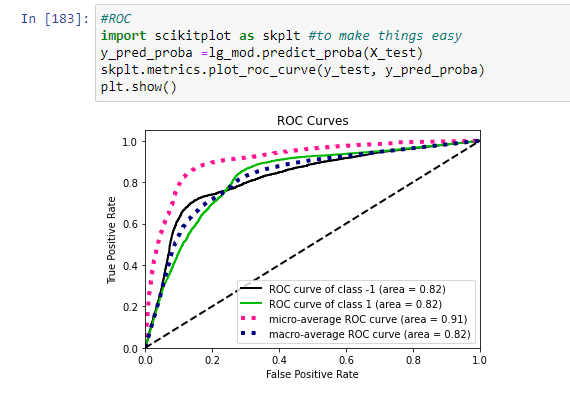 In [183]:
#ROC
import scikitplot as skplt #to make things easy
y_pred_proba =lg_mod.predict_proba(X_test)
skplt.metrics.plot_roc_curve(y_test, y_pred_proba)
plt.show()
ROC Curves
True Positive Rate
1.0
0.8
0.6
0.4
0.2
0.0
ROC curve of class -1 (area = 0.82)
ROC curve of class 1 (area = 0.82)
micro-average ROC curve (area = 0.91)
macro-average ROC curve (area = 0.82)
0.0 0.2 0.4 0.6 0.8 1.0
False Positive Rate